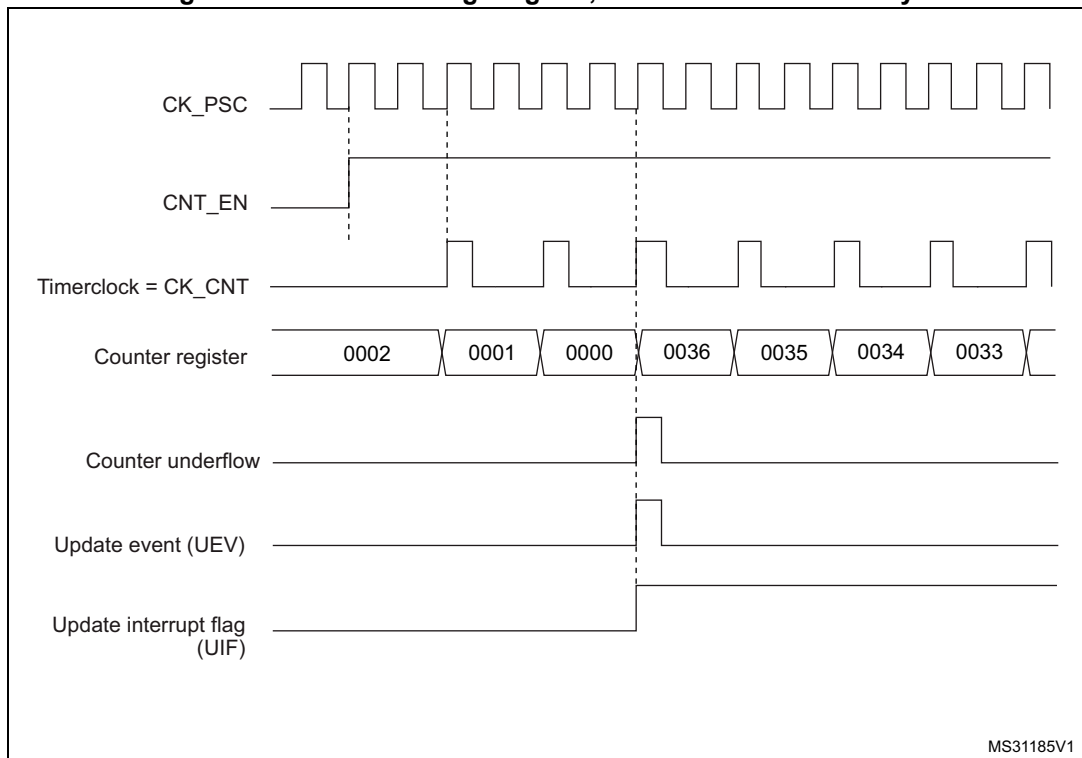 CK_PSC
CNT_EN
Timerclock = CK_CNT
Counter register 0002 0001 0000 0036 0035 0034 0033
Counter underflow
Update event (UEV)
Update interrupt flag
(UIF)
MS31185V1